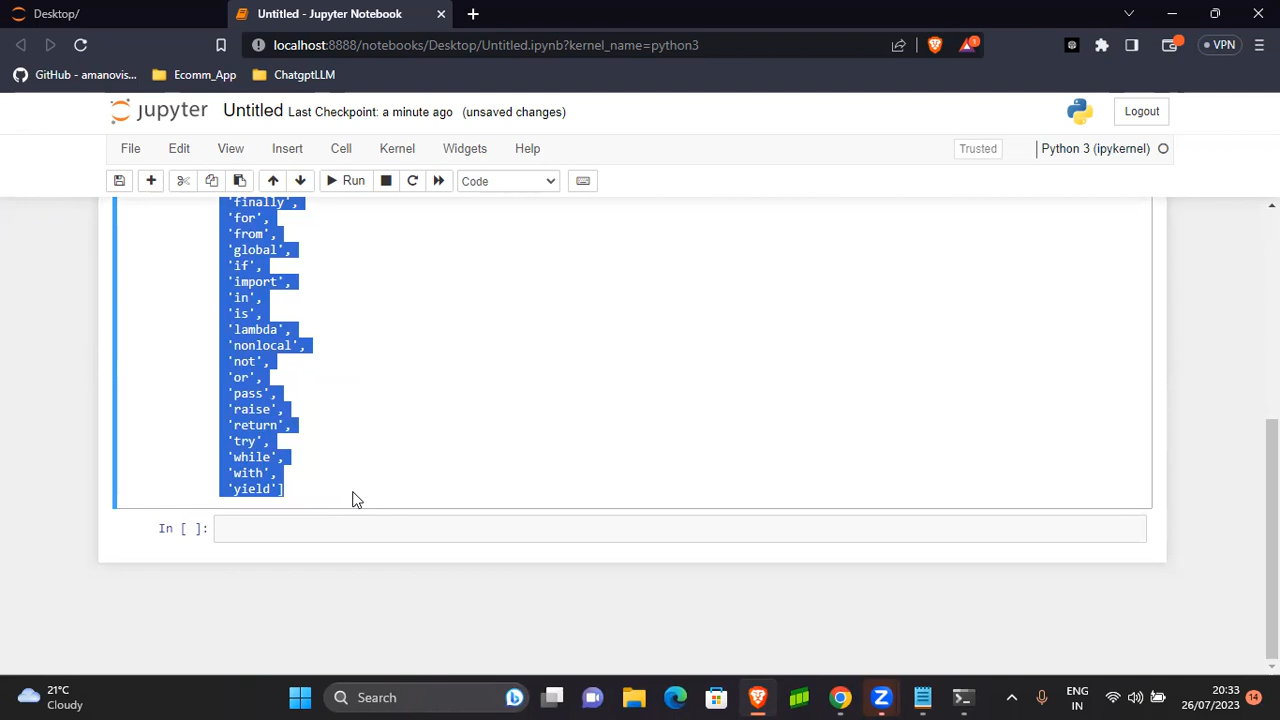 Desktop/
Untitled - Jupyter Notebook
localhost:8888/notebooks/Desktop/Untitled.ipynb?kernel_name=python3
1
VPN
GitHub - amanovis...
Ecomm_App
ChatgptLLM
jupyter
Untitled Last Checkpoint: a minute ago (unsaved changes)
Logout
File
Edit
View
Insert
Cell
Kernel
Widgets
Help
Trusted
Python 3 (ipykernel)
Run
Code
'finally',
'for',
'from',
'global',
'if',
'import',
'in',
'is',
'lambda',
'nonlocal',
'not',
'or',
'pass',
'raise',
'return',
'try',
'while',
'with',
'yield']
In [ ]:
21°C
Cloudy
Search
ENG
IN
20:33
26/07/2023
14